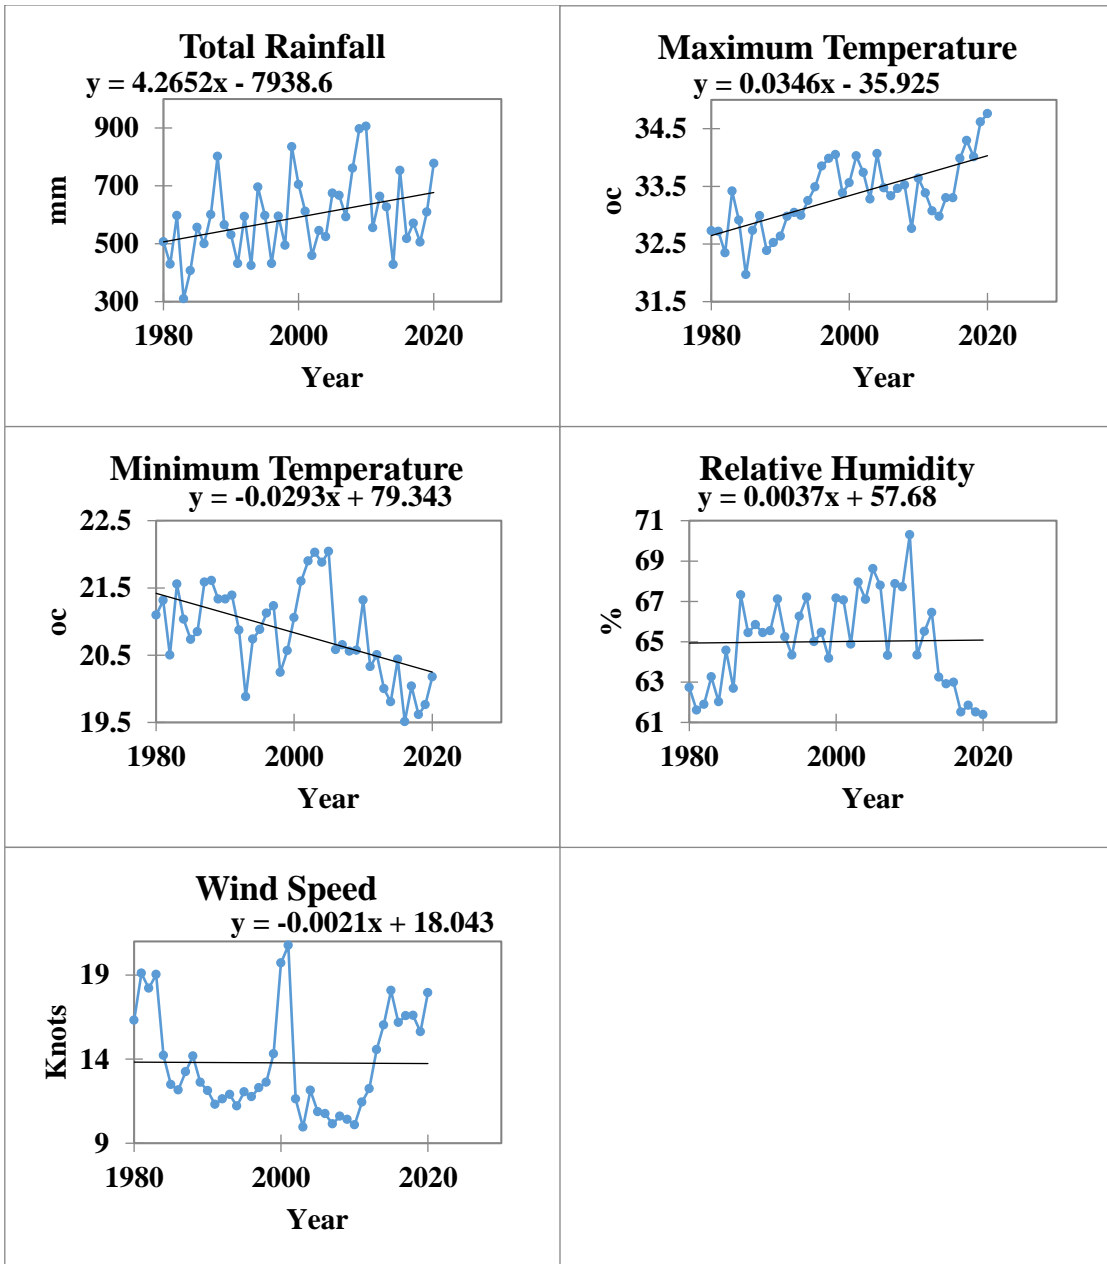 Total Rainfall
y = 4.2652x - 7938.6
900
700
500
300
mm
1980 2000 2020
Year
Maximum Temperature
y = 0.0346x - 35.925
34.5
33.5
32.5
31.5
oc
1980 2000 2020
Year
Minimum Temperature
y = -0.0293x + 79.343
22.5
21.5
20.5
19.5
oc
1980 2000 2020
Year
Relative Humidity
y = 0.0037x + 57.68
71
69
67
65
63
61
%
1980 2000 2020
Year
Wind Speed
y = -0.0021x + 18.043
19
14
9
Knots
1980 2000 2020
Year